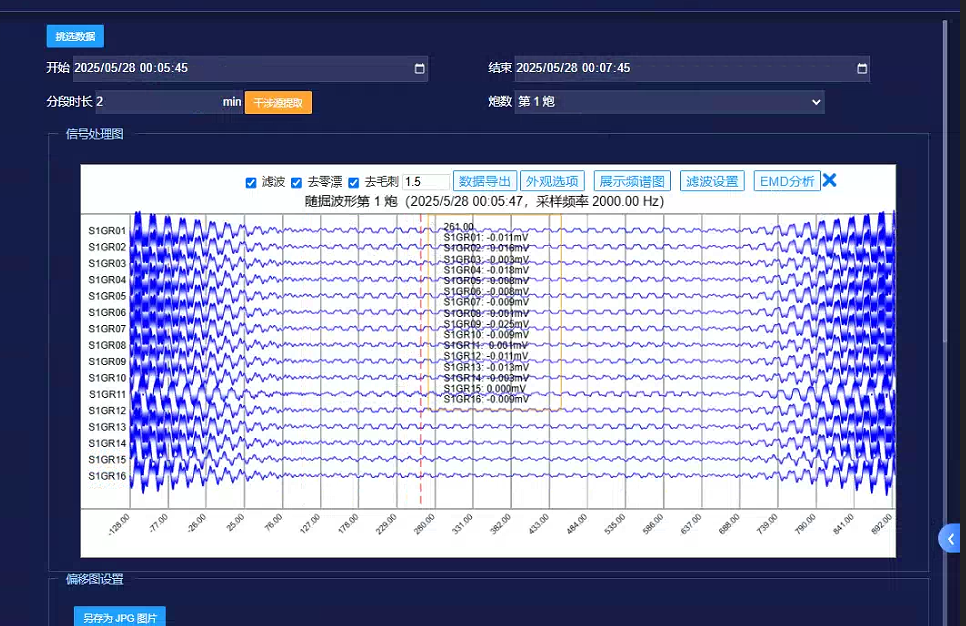 挑选数据
开始 2025/05/28 00:05:45
结束 2025/05/28 00:07:45
分段时长 2 min 干涉源提取
炮数 第 1 炮
信号处理图
滤波 去零漂 去毛刺 1.5 数据导出 外观选项 展示频谱图 滤波设置 EMD分析
随掘波形第 1 炮（2025/5/28 00:05:47，采样频率 2000.00 Hz）
S1GR01
S1GR02
S1GR03
S1GR04
S1GR05
S1GR06
S1GR07
S1GR08
S1GR09
S1GR10
S1GR11
S1GR12
S1GR13
S1GR14
S1GR15
S1GR16
261.00
S1GR01: -0.011mV
S1GR02: -0.016mV
S1GR03: -0.003mV
S1GR04: -0.018mV
S1GR05: -0.008mV
S1GR06: -0.008mV
S1GR07: -0.009mV
S1GR08: -0.001mV
S1GR09: -0.025mV
S1GR10: -0.009mV
S1GR11: 0.001mV
S1GR12: -0.011mV
S1GR13: -0.013mV
S1GR14: -0.003mV
S1GR15: 0.000mV
S1GR16: -0.009mV
-128.00 -77.00 -26.00 25.00 76.00 127.00 178.00 229.00 280.00 331.00 382.00 433.00 484.00 535.00 586.00 637.00 688.00 739.00 790.00 841.00 892.00
偏移图设置
另存为 JPG 图片